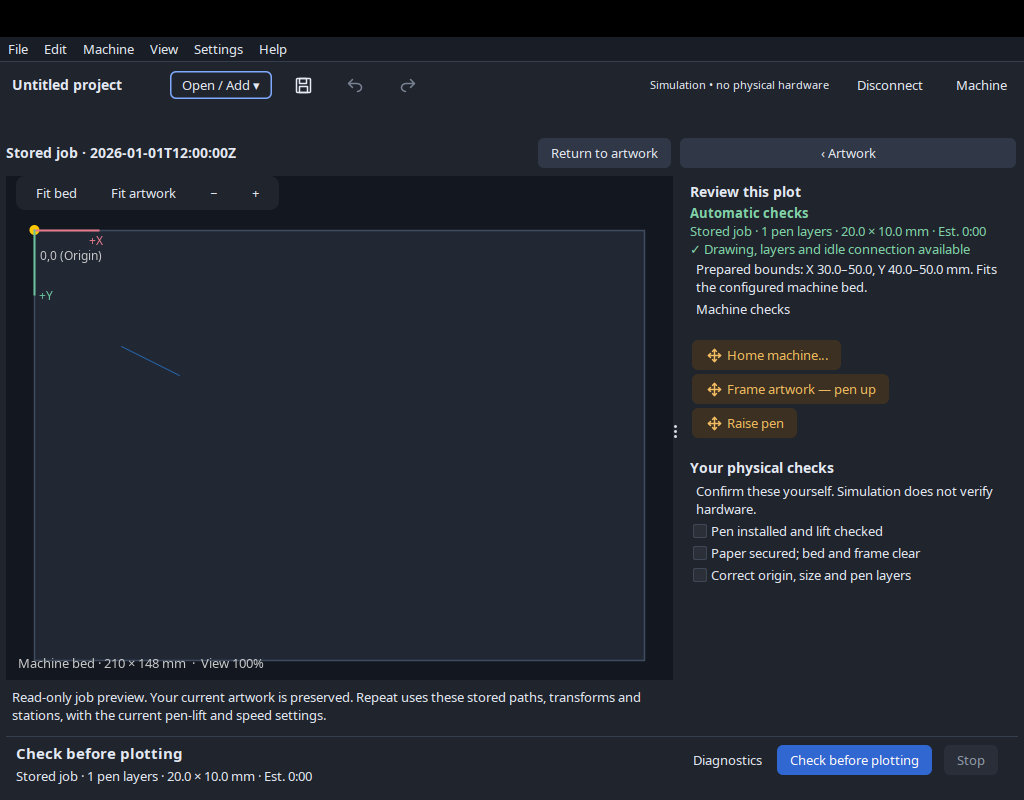 File Edit Machine View Settings Help
Untitled project Open / Add ▾ Simulation • no physical hardware Disconnect Machine
Stored job · 2026-01-01T12:00:00Z Return to artwork ‹ Artwork
Fit bed Fit artwork − +
+X
0,0 (Origin)
+Y
Machine bed · 210 × 148 mm · View 100%
Read-only job preview. Your current artwork is preserved. Repeat uses these stored paths, transforms and
stations, with the current pen-lift and speed settings.
Review this plot
Automatic checks
Stored job · 1 pen layers · 20.0 × 10.0 mm · Est. 0:00
✓ Drawing, layers and idle connection available
Prepared bounds: X 30.0–50.0, Y 40.0–50.0 mm. Fits
the configured machine bed.
Machine checks
Home machine...
Frame artwork — pen up
Raise pen
Your physical checks
Confirm these yourself. Simulation does not verify
hardware.
Pen installed and lift checked
Paper secured; bed and frame clear
Correct origin, size and pen layers
Check before plotting
Stored job · 1 pen layers · 20.0 × 10.0 mm · Est. 0:00
Diagnostics Check before plotting Stop